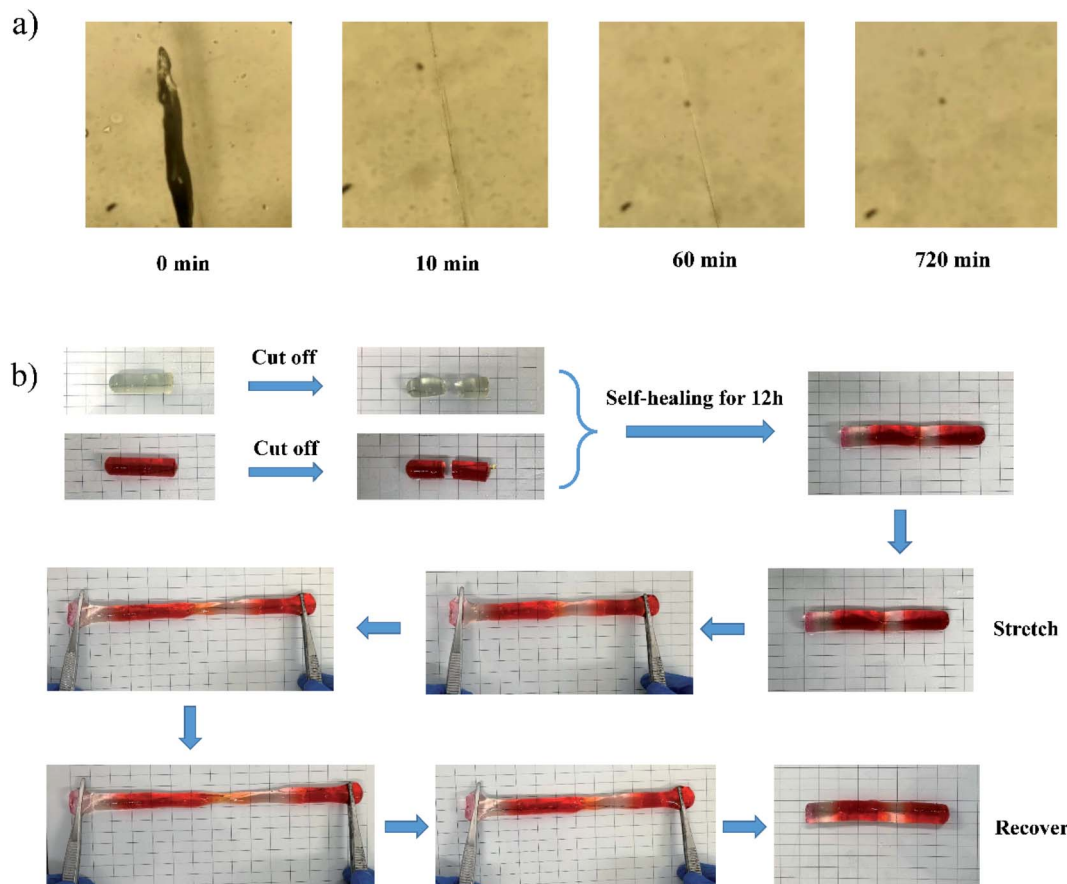 a)
0 min
10 min
60 min
720 min
b)
Cut off
Self-healing for 12h
Cut off
Stretch
Recover